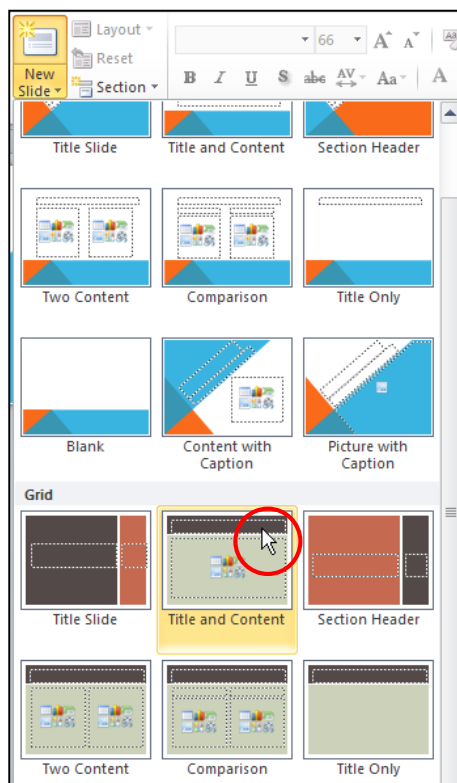 Layout
66 A A Aa
Reset
New
Slide
Section
B I U S abc AV Aa A
Title Slide Title and Content Section Header
Two Content Comparison Title Only
Blank Content with Caption Picture with Caption
Grid
Title Slide Title and Content Section Header
Two Content Comparison Title Only